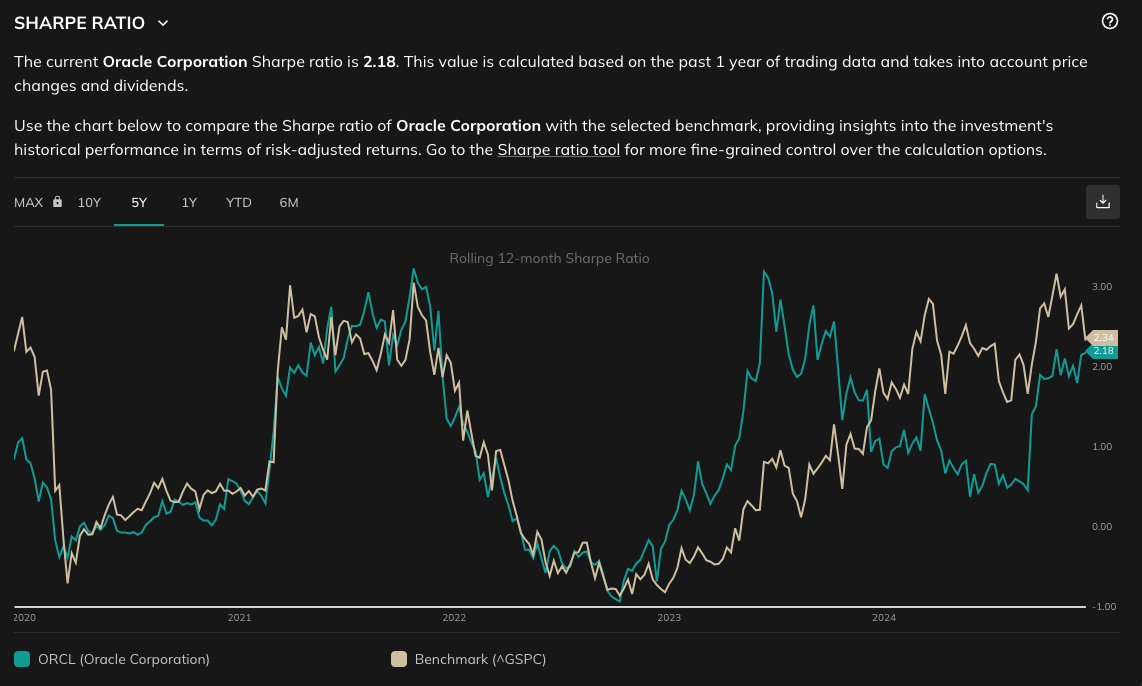 SHARPE RATIO
The current Oracle Corporation Sharpe ratio is 2.18. This value is calculated based on the past 1 year of trading data and takes into account price
changes and dividends.
Use the chart below to compare the Sharpe ratio of Oracle Corporation with the selected benchmark, providing insights into the investment's
historical performance in terms of risk-adjusted returns. Go to the Sharpe ratio tool for more fine-grained control over the calculation options.
MAX 10Y 5Y 1Y YTD 6M
Rolling 12-month Sharpe Ratio
3.00
2.34
2.18
2.00
1.00
0.00
-1.00
2020 2021 2022 2023 2024
ORCL (Oracle Corporation) Benchmark (^GSPC)